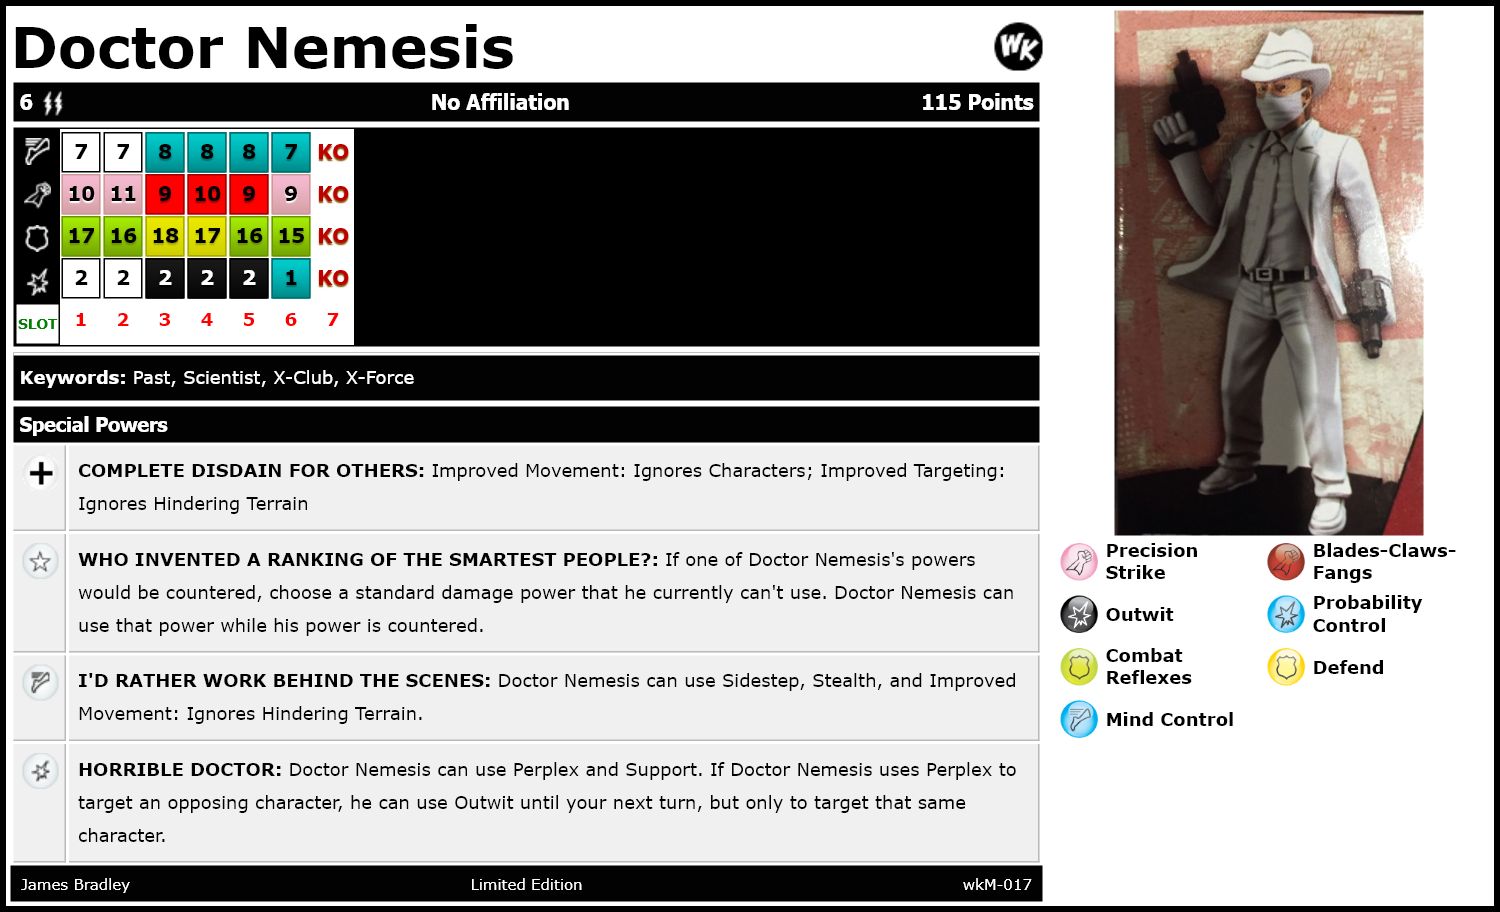 Doctor Nemesis
WK
6 No Affiliation 115 Points
7 7 8 8 8 7 KO
10 11 9 10 9 9 KO
17 16 18 17 16 15 KO
2 2 2 2 2 1 KO
SLOT 1 2 3 4 5 6 7
Keywords: Past, Scientist, X-Club, X-Force
Special Powers
COMPLETE DISDAIN FOR OTHERS: Improved Movement: Ignores Characters; Improved Targeting:
Ignores Hindering Terrain
WHO INVENTED A RANKING OF THE SMARTEST PEOPLE?: If one of Doctor Nemesis's powers
would be countered, choose a standard damage power that he currently can't use. Doctor Nemesis can
use that power while his power is countered.
I'D RATHER WORK BEHIND THE SCENES: Doctor Nemesis can use Sidestep, Stealth, and Improved
Movement: Ignores Hindering Terrain.
HORRIBLE DOCTOR: Doctor Nemesis can use Perplex and Support. If Doctor Nemesis uses Perplex to
target an opposing character, he can use Outwit until your next turn, but only to target that same
character.
James Bradley Limited Edition wkM-017
Precision
Strike
Blades-Claws-
Fangs
Outwit
Probability
Control
Combat
Reflexes
Defend
Mind Control